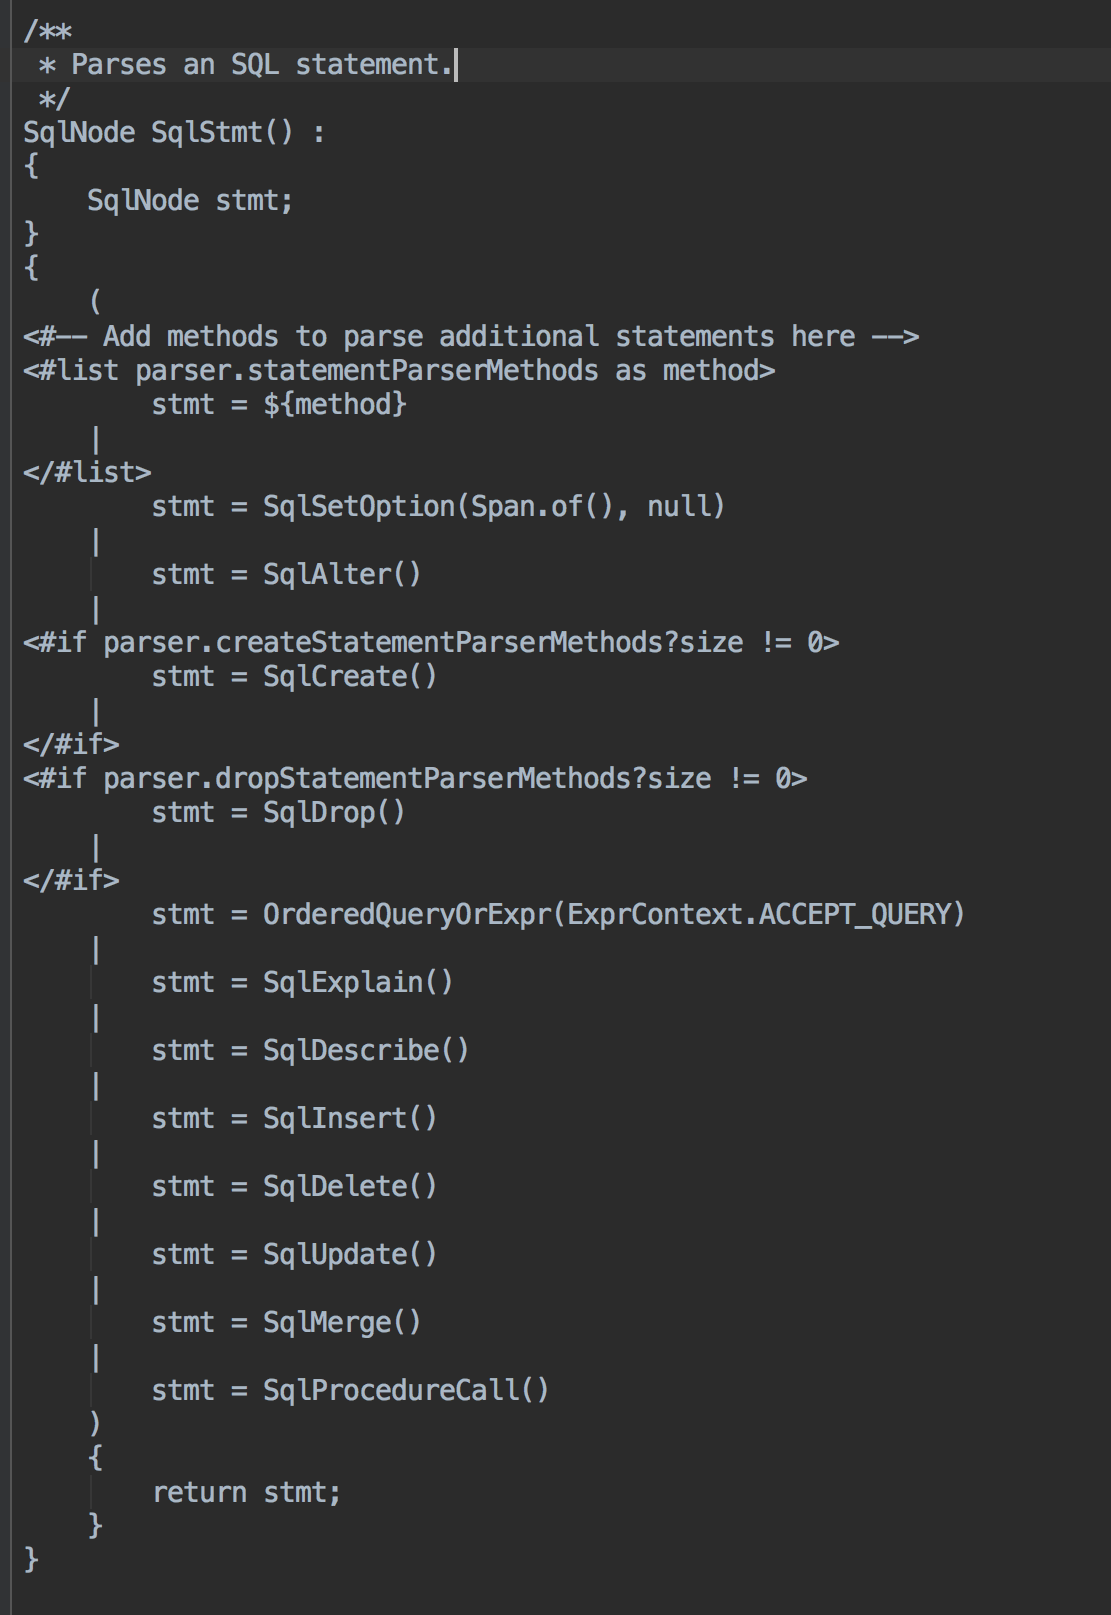 /**
 * Parses an SQL statement.
 */
SqlNode SqlStmt() :
{
    SqlNode stmt;
}
{
    (
<#-- Add methods to parse additional statements here -->
<#list parser.statementParserMethods as method>
        stmt = ${method}
    |
</#list>
        stmt = SqlSetOption(Span.of(), null)
    |
        stmt = SqlAlter()
    |
<#if parser.createStatementParserMethods?size != 0>
        stmt = SqlCreate()
    |
</#if>
<#if parser.dropStatementParserMethods?size != 0>
        stmt = SqlDrop()
    |
</#if>
        stmt = OrderedQueryOrExpr(ExprContext.ACCEPT_QUERY)
    |
        stmt = SqlExplain()
    |
        stmt = SqlDescribe()
    |
        stmt = SqlInsert()
    |
        stmt = SqlDelete()
    |
        stmt = SqlUpdate()
    |
        stmt = SqlMerge()
    |
        stmt = SqlProcedureCall()
    )
    {
        return stmt;
    }
}